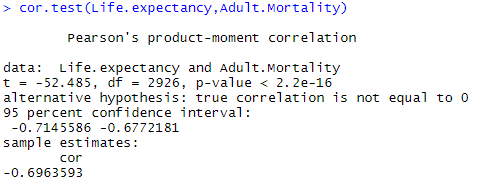 > cor.test(Life.expectancy,Adult.Mortality)
Pearson's product-moment correlation
data:  Life.expectancy and Adult.Mortality
t = -52.485, df = 2926, p-value < 2.2e-16
alternative hypothesis: true correlation is not equal to 0
95 percent confidence interval:
 -0.7145586 -0.6772181
sample estimates:
       cor
-0.6963593